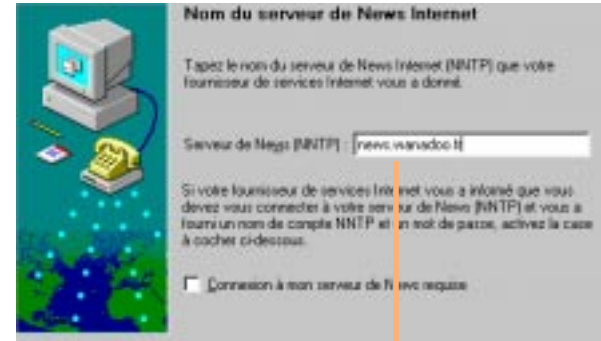 Nom du serveur de News Internet
Tapez le nom du serveur de News Internet (NNTP) que votre
fournisseur de services Internet vous a donné.
Serveur de News (NNTP) : news.wanadoo.fr
Si votre fournisseur de services Internet vous a informé que vous
devez vous connecter à votre serveur de News (NNTP) et vous a
fourni un nom de compte NNTP et un mot de passe, activez la case
à cocher ci-dessous.
Connexion à mon serveur de News requise